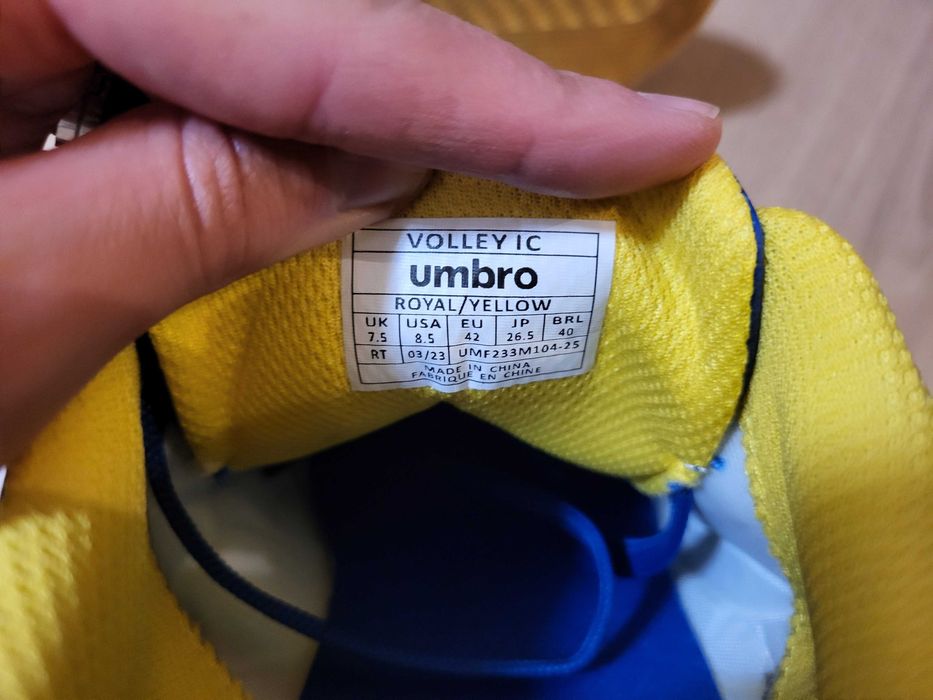 VOLLEY IC
umbro
ROYAL/YELLOW
UK USA EU JP BRL
7.5 8.5 42 26.5 40
RT 03/23 UMF233M104-25
MADE IN CHINA
FABRIQUE EN CHINE